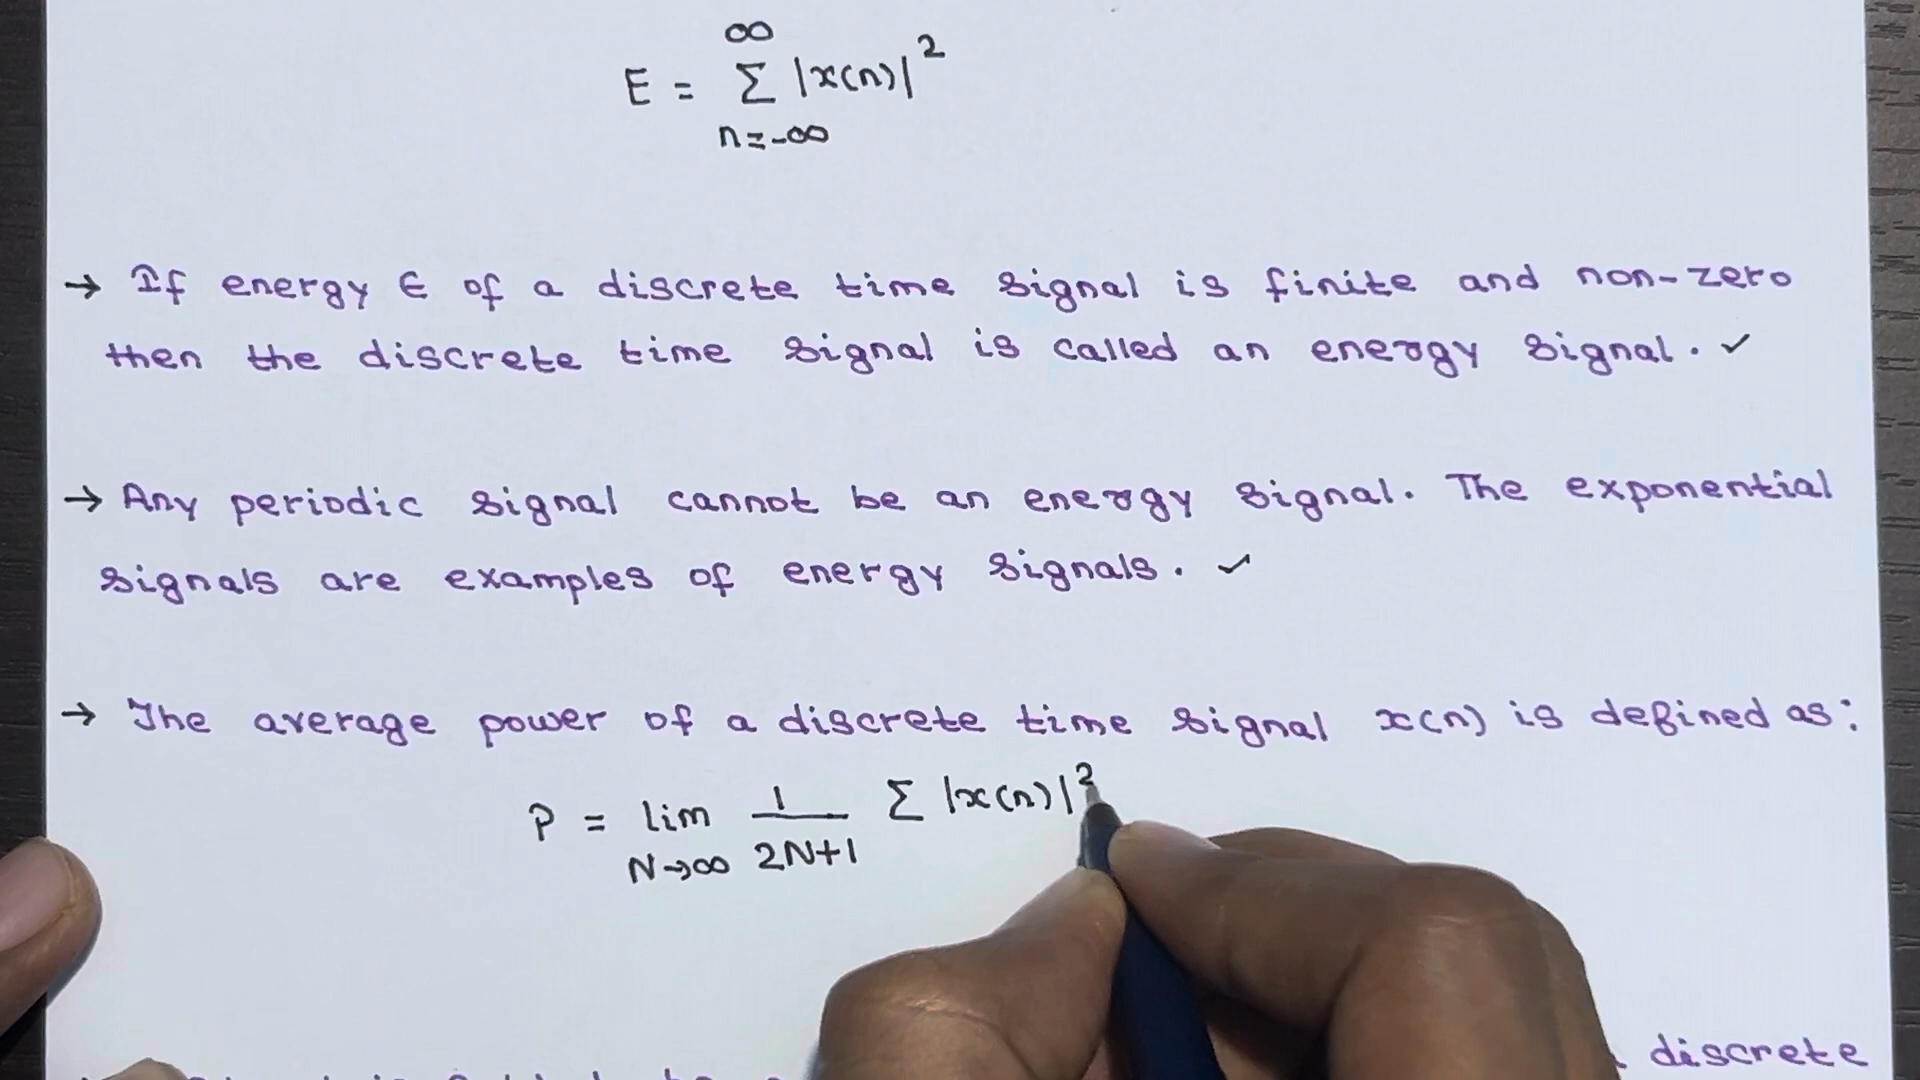 ∞
E = Σ |x(n)|²
n=-∞
→ If energy E of a discrete time signal is finite and non-zero
then the discrete time signal is called an energy signal. ✓
→ Any periodic signal cannot be an energy signal. The exponential
signals are examples of energy signals. ✓
→ The average power of a discrete time signal x(n) is defined as:
P = lim 1 Σ |x(n)|²
N→∞ 2N+1
discrete